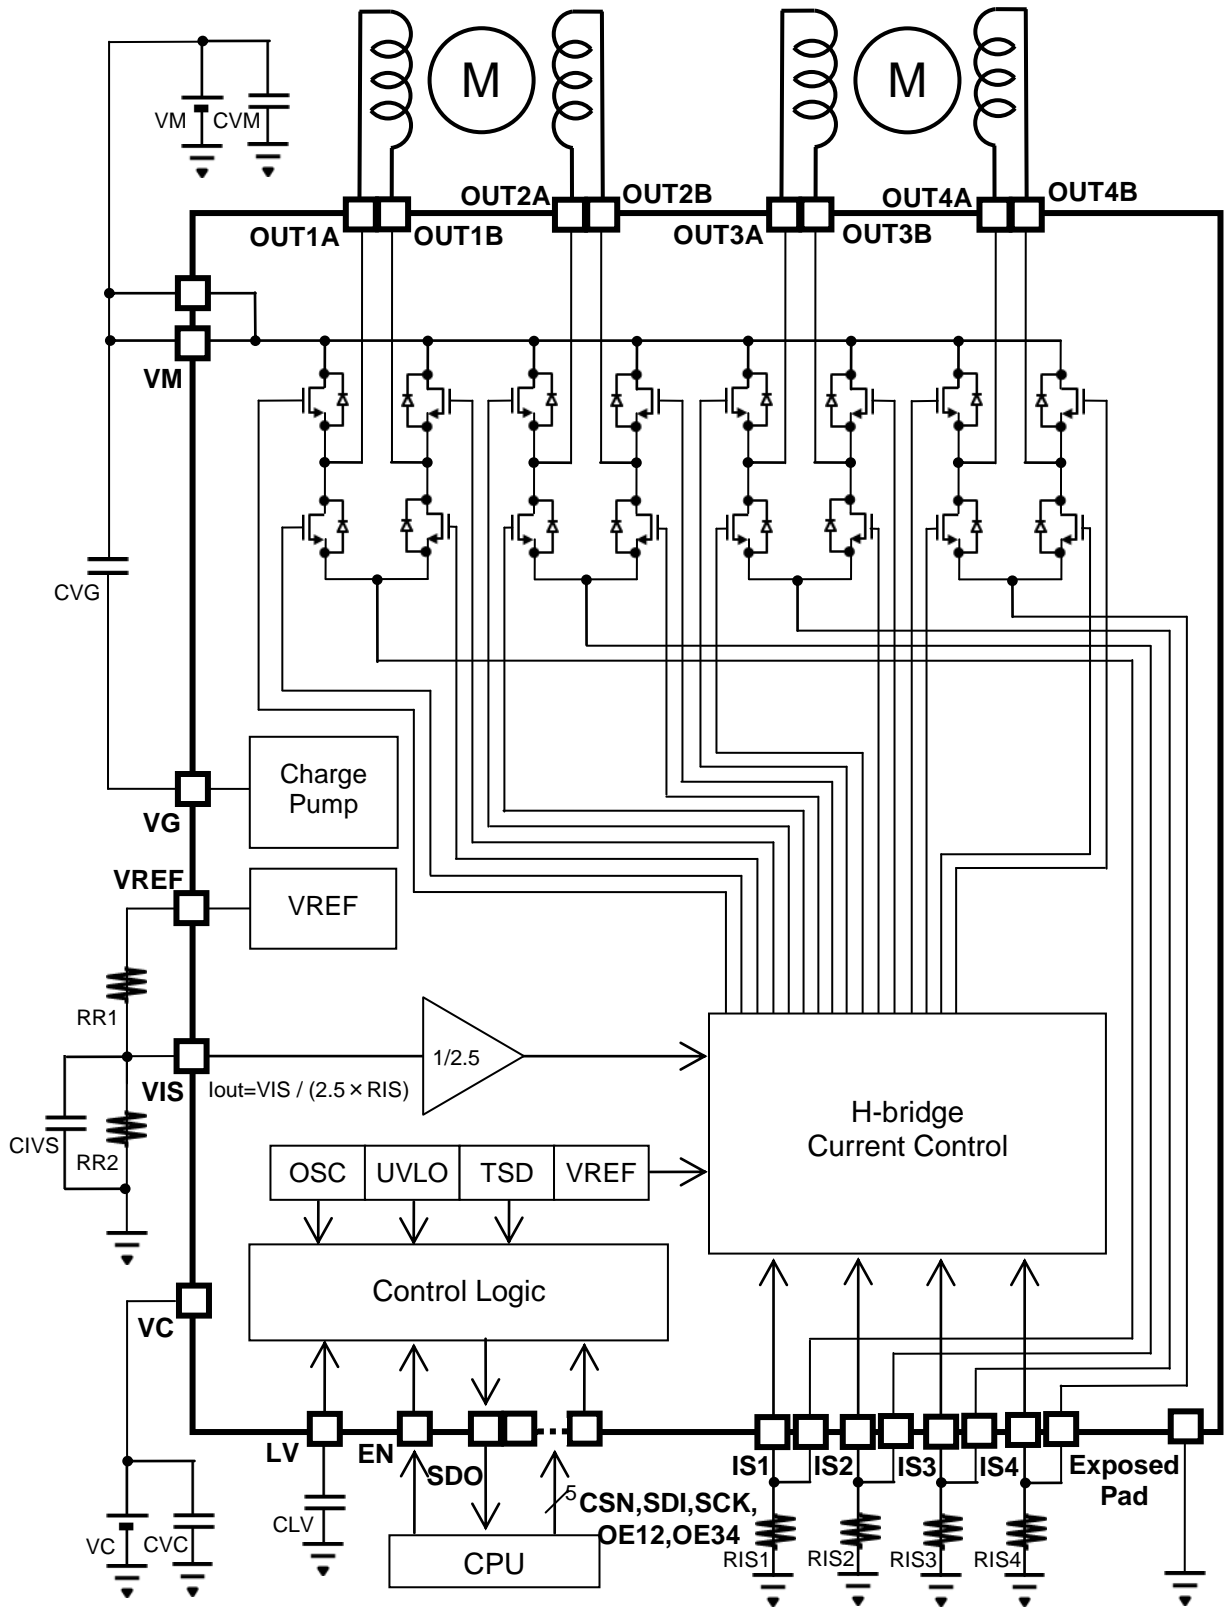 M
M
VM
CVM
OUT2A
OUT2B
OUT4A
OUT4B
OUT1A
OUT1B
OUT3A
OUT3B
VM
CVG
Charge
Pump
VG
VREF
VREF
RR1
1/2.5
VIS
Iout=VIS / (2.5×RIS)
H-bridge
Current Control
CIVS
RR2
OSC
UVLO
TSD
VREF
Control Logic
VC
LV
EN
SDO
IS1
IS2
IS3
IS4
Exposed
Pad
5
CSN,SDI,SCK,
OE12,OE34
CLV
VC
CVC
CPU
RIS1
RIS2
RIS3
RIS4